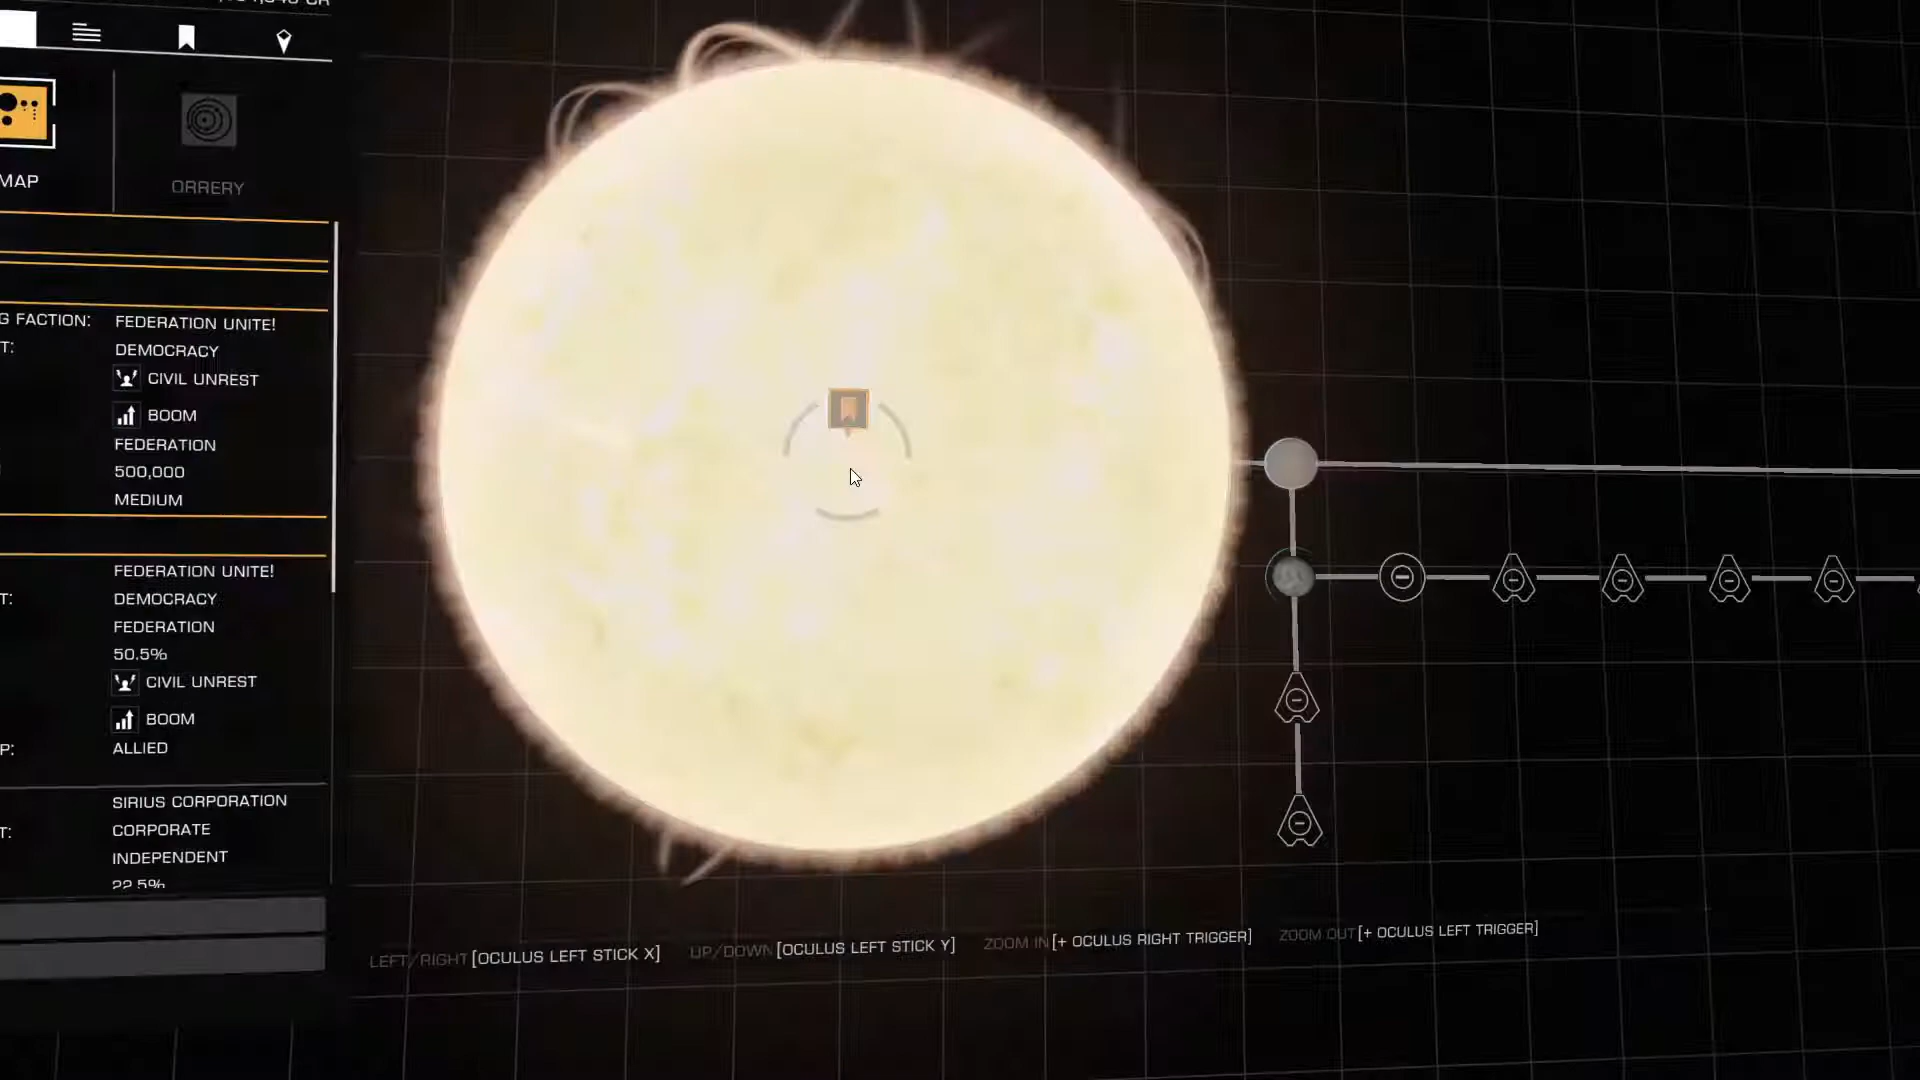 MAP
ORRERY
G FACTION: FEDERATION UNITE!
T: DEMOCRACY
CIVIL UNREST
BOOM
FEDERATION
500,000
MEDIUM
FEDERATION UNITE!
T: DEMOCRACY
FEDERATION
50.5%
CIVIL UNREST
BOOM
P: ALLIED
SIRIUS CORPORATION
T: CORPORATE
INDEPENDENT
22.5%
LEFT/RIGHT [OCULUS LEFT STICK X] UP/DOWN [OCULUS LEFT STICK Y] ZOOM IN [+ OCULUS RIGHT TRIGGER] ZOOM OUT [+ OCULUS LEFT TRIGGER]